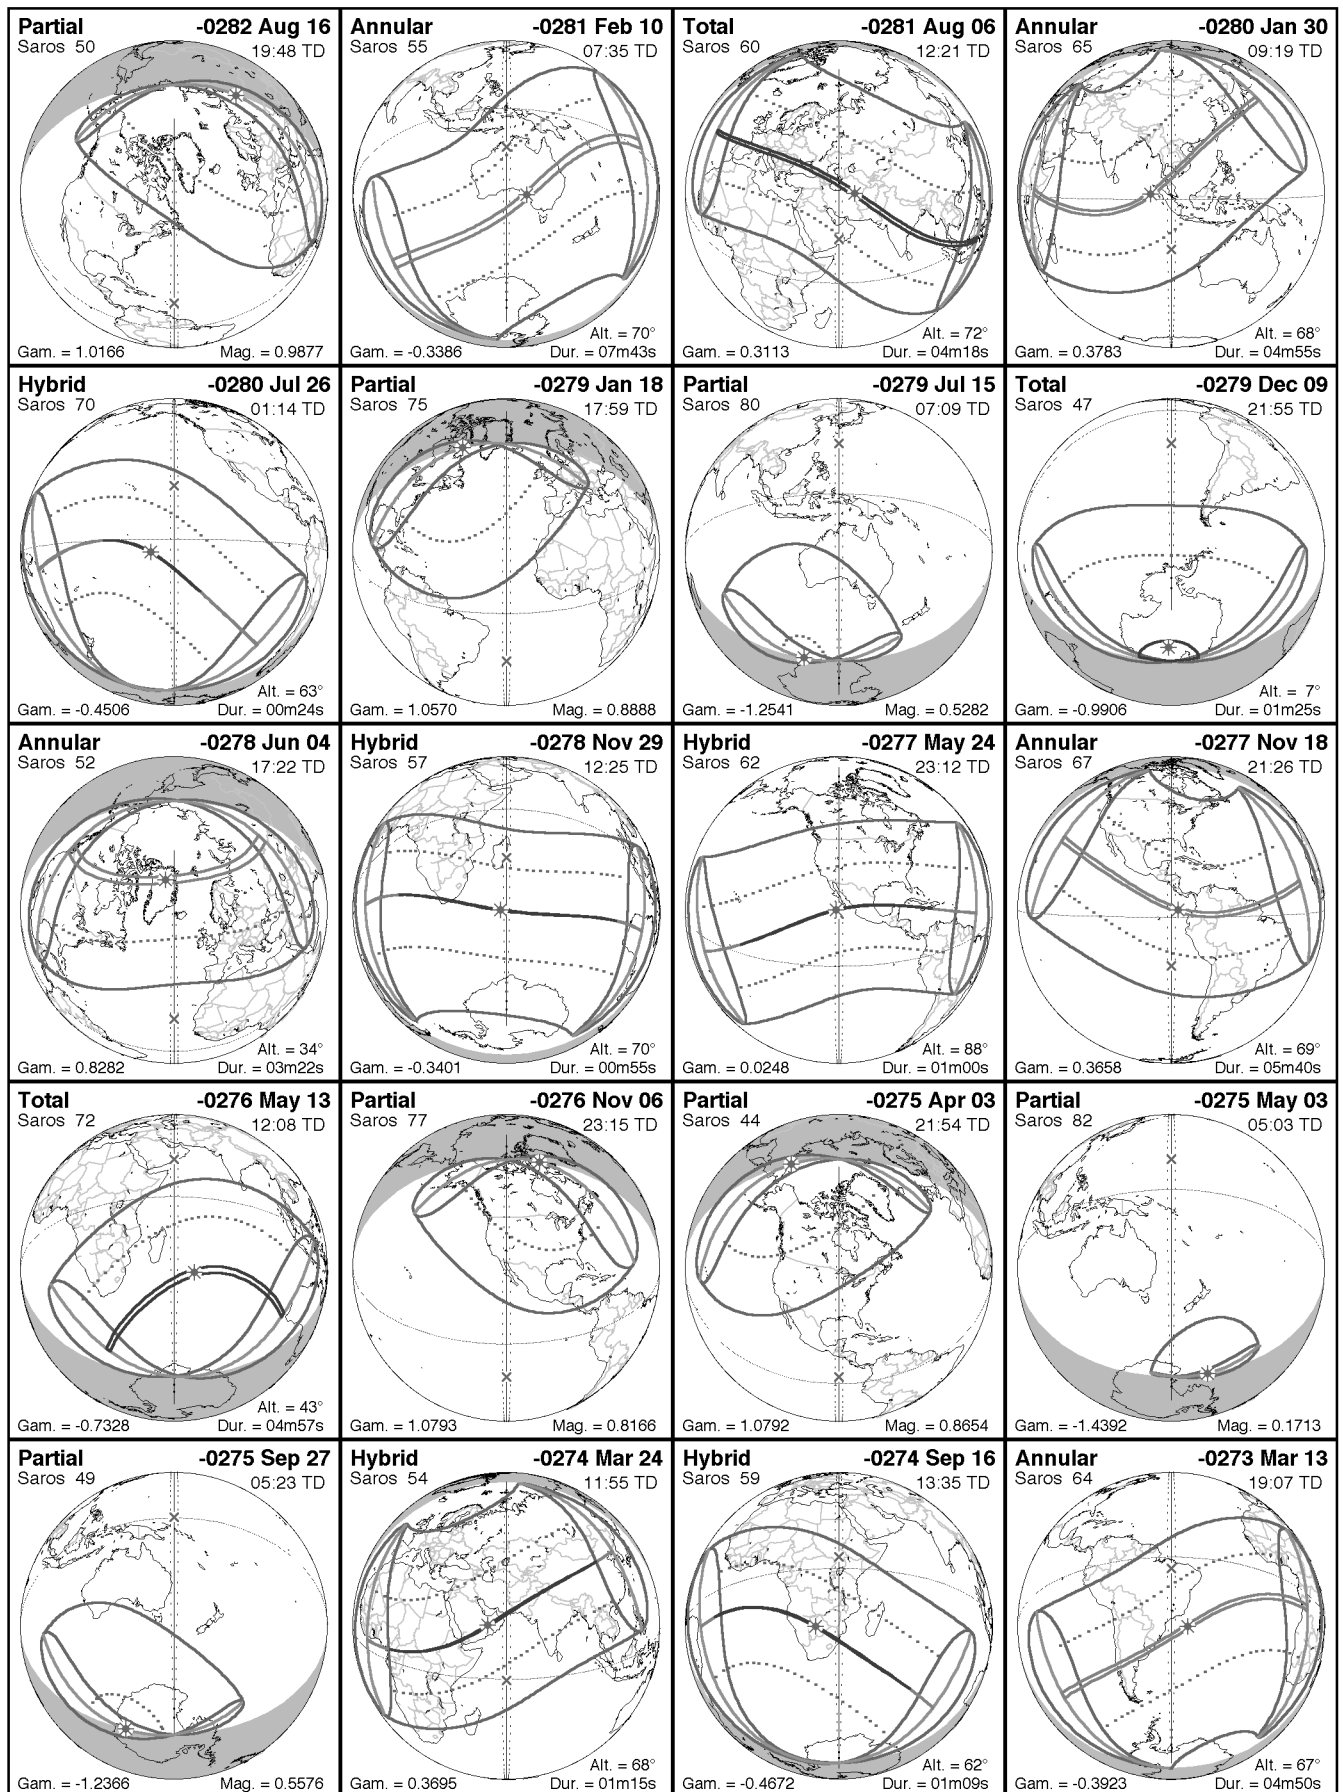 Partial -0282 Aug 16
Saros 50 19:48 TD
Gam. = 1.0166 Mag. = 0.9877
Annular -0281 Feb 10
Saros 55 07:35 TD
Alt. = 70°
Gam. = -0.3386 Dur. = 07m43s
Total -0281 Aug 06
Saros 60 12:21 TD
Alt. = 72°
Gam. = 0.3113 Dur. = 04m18s
Annular -0280 Jan 30
Saros 65 09:19 TD
Alt. = 68°
Gam. = 0.3783 Dur. = 04m55s
Hybrid -0280 Jul 26
Saros 70 01:14 TD
Alt. = 63°
Gam. = -0.4506 Dur. = 00m24s
Partial -0279 Jan 18
Saros 75 17:59 TD
Gam. = 1.0570 Mag. = 0.8888
Partial -0279 Jul 15
Saros 80 07:09 TD
Gam. = -1.2541 Mag. = 0.5282
Total -0279 Dec 09
Saros 47 21:55 TD
Alt. = 7°
Gam. = -0.9906 Dur. = 01m25s
Annular -0278 Jun 04
Saros 52 17:22 TD
Alt. = 34°
Gam. = 0.8282 Dur. = 03m22s
Hybrid -0278 Nov 29
Saros 57 12:25 TD
Alt. = 70°
Gam. = -0.3401 Dur. = 00m55s
Hybrid -0277 May 24
Saros 62 23:12 TD
Alt. = 88°
Gam. = 0.0248 Dur. = 01m00s
Annular -0277 Nov 18
Saros 67 21:26 TD
Alt. = 69°
Gam. = 0.3658 Dur. = 05m40s
Total -0276 May 13
Saros 72 12:08 TD
Alt. = 43°
Gam. = -0.7328 Dur. = 04m57s
Partial -0276 Nov 06
Saros 77 23:15 TD
Gam. = 1.0793 Mag. = 0.8166
Partial -0275 Apr 03
Saros 44 21:54 TD
Gam. = 1.0792 Mag. = 0.8654
Partial -0275 May 03
Saros 82 05:03 TD
Gam. = -1.4392 Mag. = 0.1713
Partial -0275 Sep 27
Saros 49 05:23 TD
Gam. = -1.2366 Mag. = 0.5576
Hybrid -0274 Mar 24
Saros 54 11:55 TD
Alt. = 68°
Gam. = 0.3695 Dur. = 01m15s
Hybrid -0274 Sep 16
Saros 59 13:35 TD
Alt. = 62°
Gam. = -0.4672 Dur. = 01m09s
Annular -0273 Mar 13
Saros 64 19:07 TD
Alt. = 67°
Gam. = -0.3923 Dur. = 04m50s